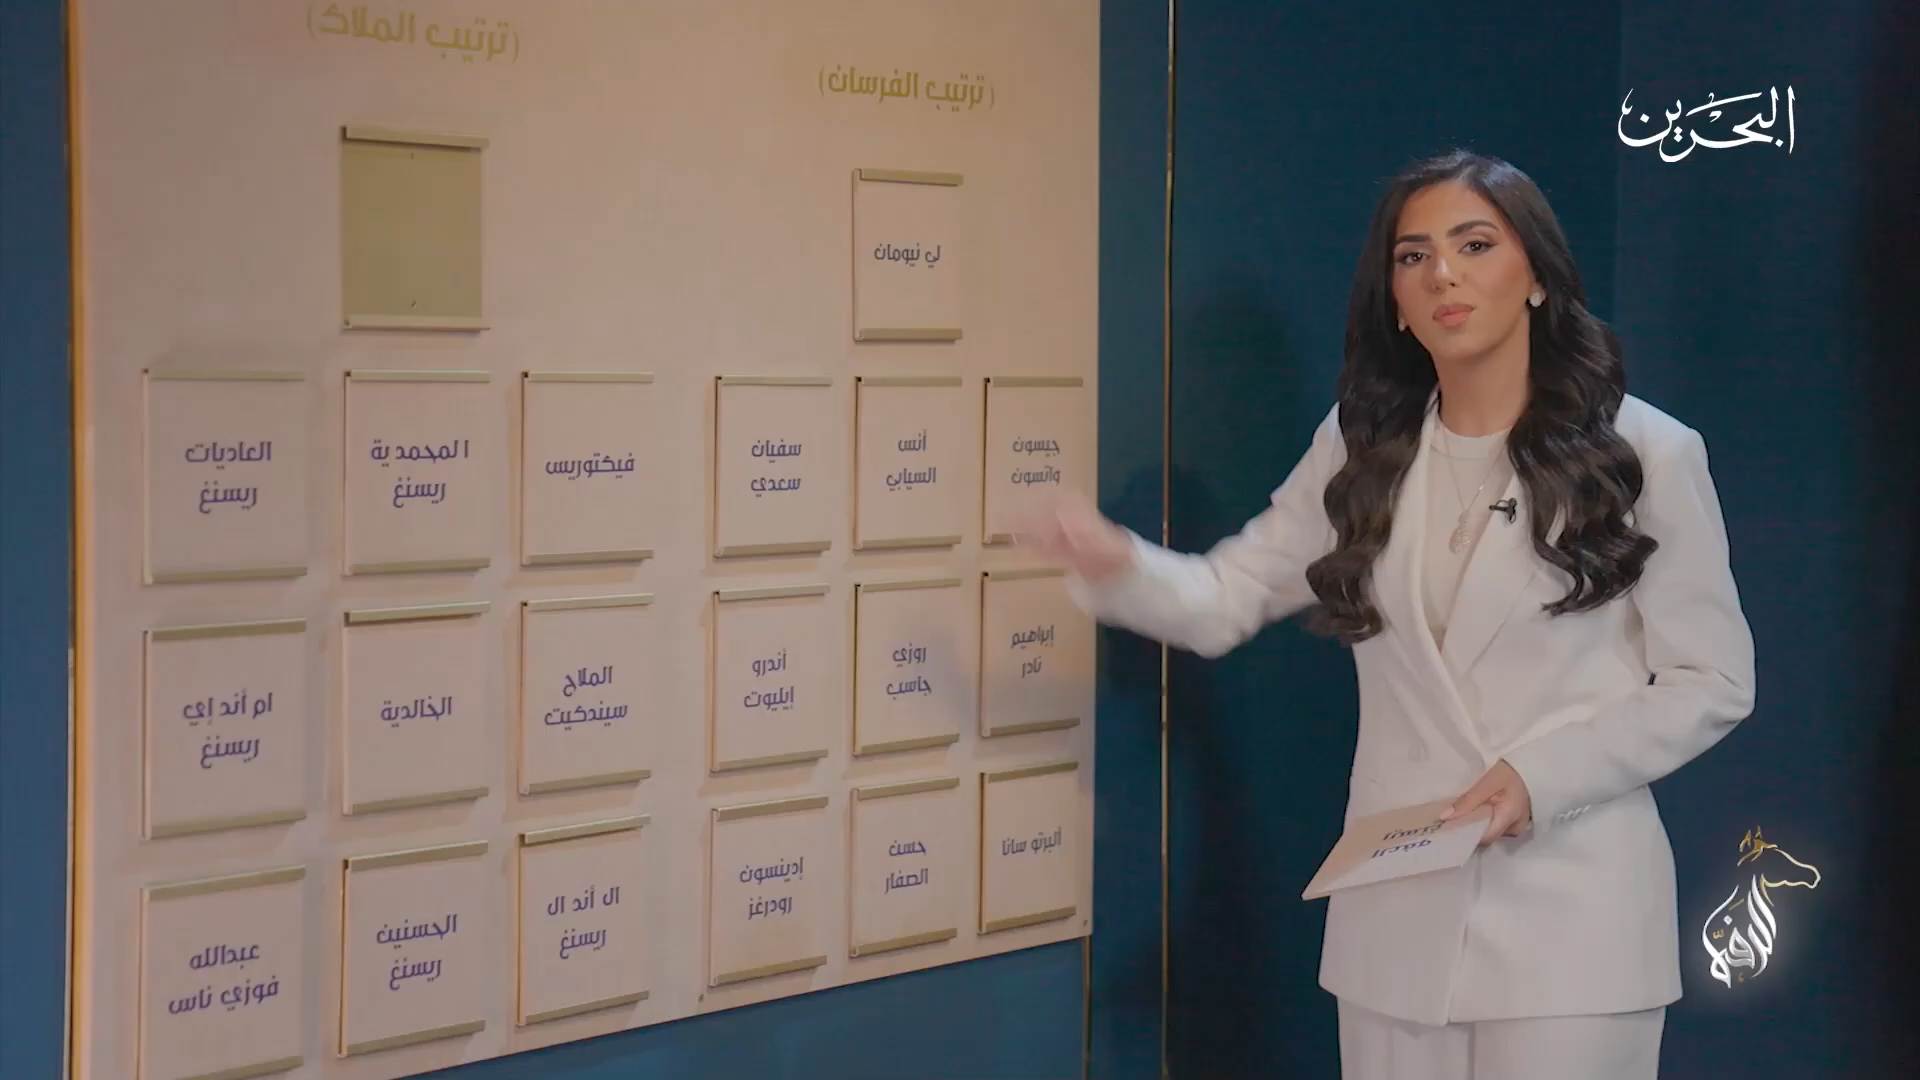 البحرين
(ترتيب الفرسان)
لي نيومان
جيسون
واتسون
أنس
السيابي
سفيان
سعدي
إبراهيم
نادر
روزي
جاسب
أندرو
إيليوت
ألبرتو سانا
حسن
الصفار
إدينسون
رودرغز
(ترتيب الملاك)
فيكتوريس
المحمدية
ريسنغ
العاديات
ريسنغ
الملاح
سيندكيت
الخالدية
ام أند إي
ريسنغ
ال أند ال
ريسنغ
الحسنين
ريسنغ
عبدالله
فوزي ناس